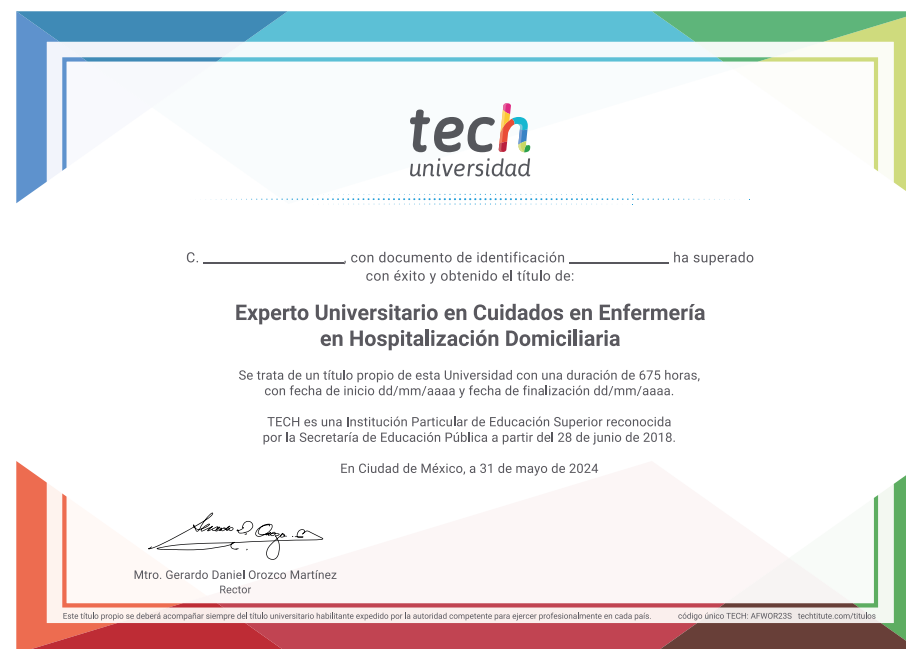 tech
universidad
C. ____________________, con documento de identificación ______________ ha superado
con éxito y obtenido el título de:
Experto Universitario en Cuidados en Enfermería
en Hospitalización Domiciliaria
Se trata de un título propio de esta Universidad con una duración de 675 horas,
con fecha de inicio dd/mm/aaaa y fecha de finalización dd/mm/aaaa.
TECH es una Institución Particular de Educación Superior reconocida
por la Secretaría de Educación Pública a partir del 28 de junio de 2018.
En Ciudad de México, a 31 de mayo de 2024
Mtro. Gerardo Daniel Orozco Martínez
Rector
Este título propio se deberá acompañar siempre del título universitario habilitante expedido por la autoridad competente para ejercer profesionalmente en cada país. código único TECH: AFWOR23S techtitute.com/titulos